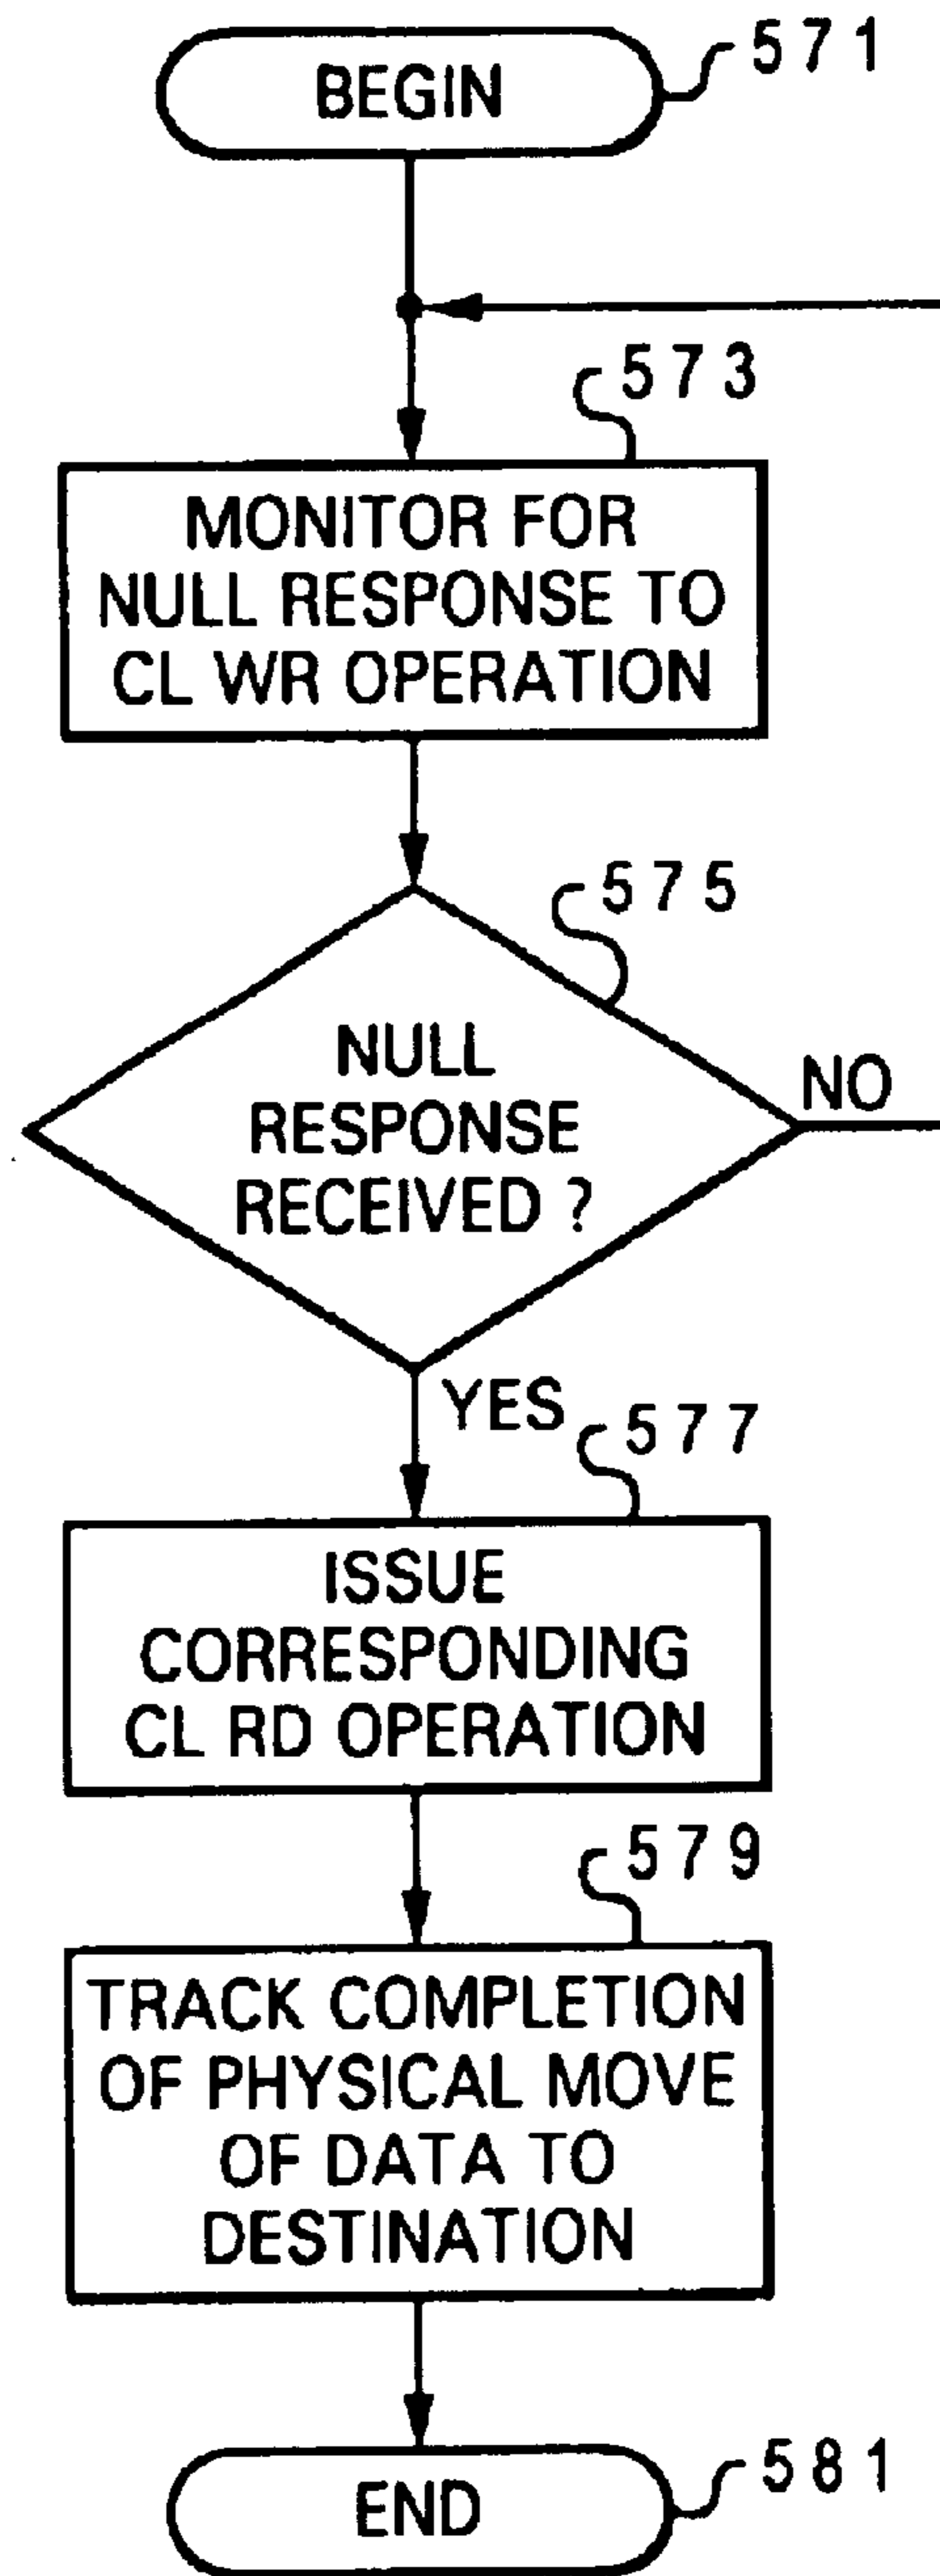 BEGIN
571
573
MONITOR FOR
NULL RESPONSE TO
CL WR OPERATION
575
NULL
RESPONSE
RECEIVED ?
NO
YES
577
ISSUE
CORRESPONDING
CL RD OPERATION
579
TRACK COMPLETION
OF PHYSICAL MOVE
OF DATA TO
DESTINATION
END
581